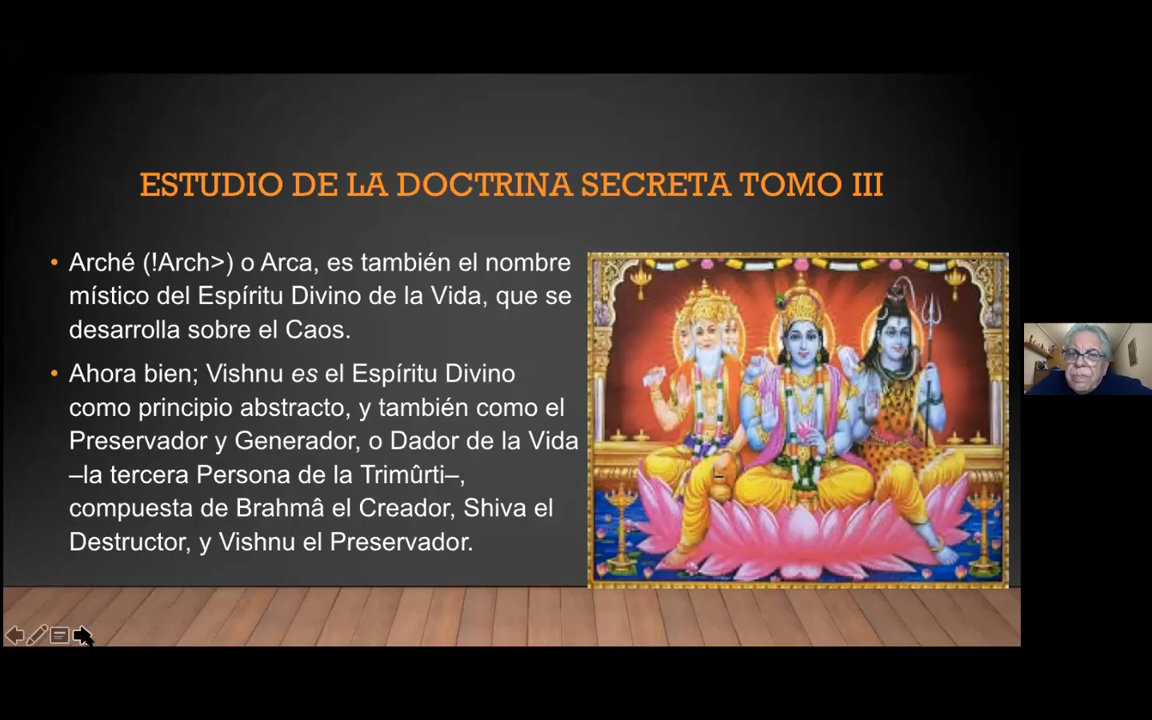 ESTUDIO DE LA DOCTRINA SECRETA TOMO III
• Arché (!Arch>) o Arca, es también el nombre
místico del Espíritu Divino de la Vida, que se
desarrolla sobre el Caos.
• Ahora bien; Vishnu es el Espíritu Divino
como principio abstracto, y también como el
Preservador y Generador, o Dador de la Vida
–la tercera Persona de la Trimûrti–,
compuesta de Brahmâ el Creador, Shiva el
Destructor, y Vishnu el Preservador.